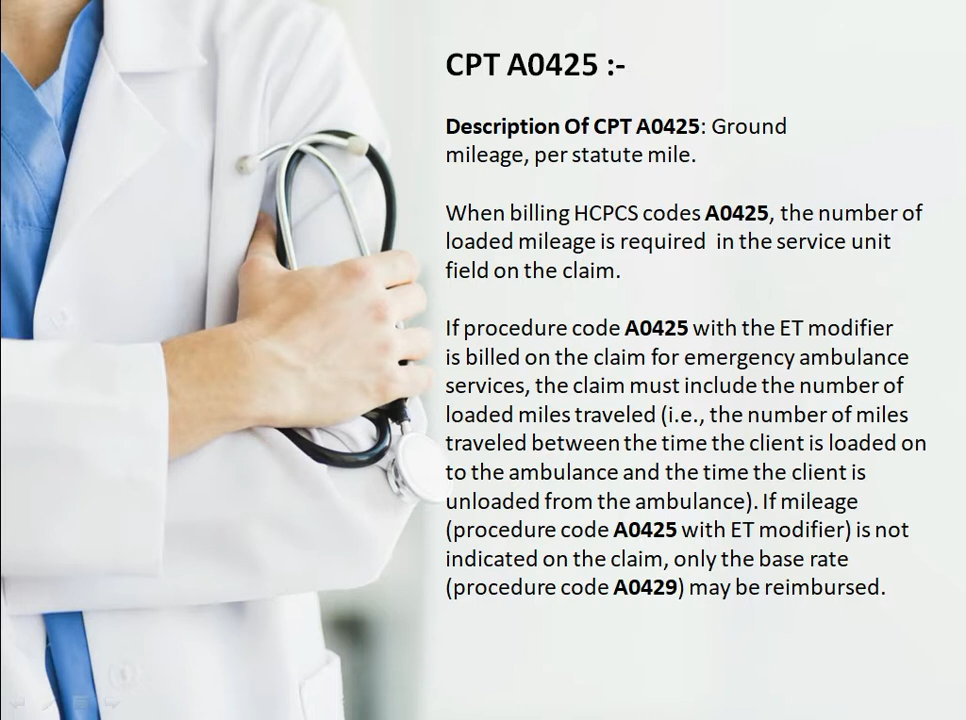 CPT A0425 :-
Description Of CPT A0425: Ground
mileage, per statute mile.
When billing HCPCS codes A0425, the number of
loaded mileage is required in the service unit
field on the claim.
If procedure code A0425 with the ET modifier
is billed on the claim for emergency ambulance
services, the claim must include the number of
loaded miles traveled (i.e., the number of miles
traveled between the time the client is loaded on
to the ambulance and the time the client is
unloaded from the ambulance). If mileage
(procedure code A0425 with ET modifier) is not
indicated on the claim, only the base rate
(procedure code A0429) may be reimbursed.